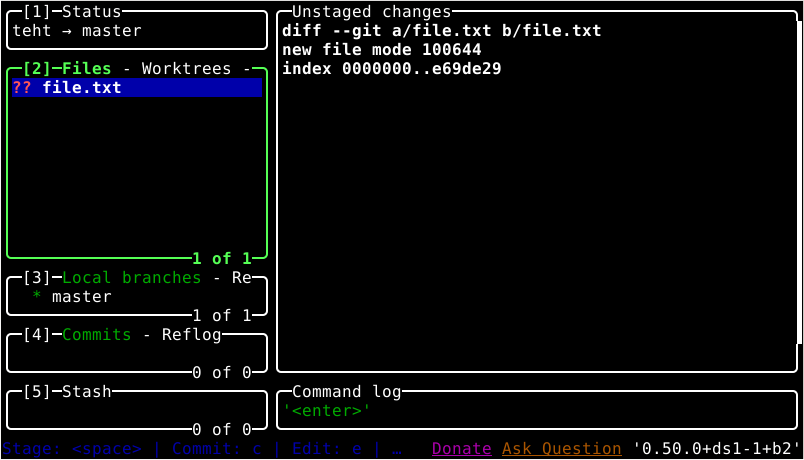 [1]─Status
teht → master
[2]─Files - Worktrees -
?? file.txt
1 of 1
[3]─Local branches - Re
* master
1 of 1
[4]─Commits - Reflog
0 of 0
[5]─Stash
0 of 0
Unstaged changes
diff --git a/file.txt b/file.txt
new file mode 100644
index 0000000..e69de29
Command log
'<enter>'
Stage: <space> | Commit: c | Edit: e | … Donate Ask Question '0.50.0+ds1-1+b2'